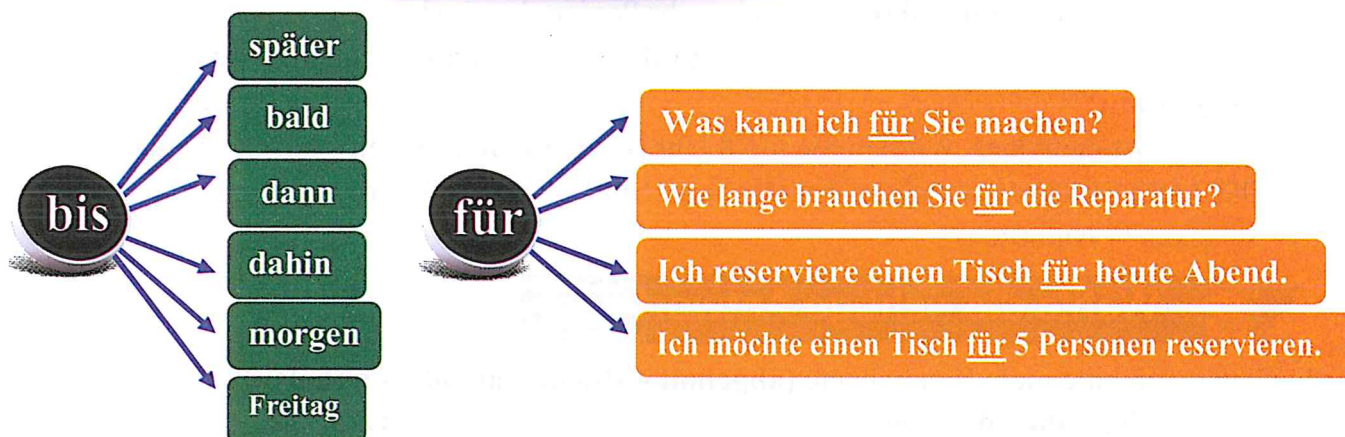 bis
später
bald
dann
dahin
morgen
Freitag
für
Was kann ich für Sie machen?
Wie lange brauchen Sie für die Reparatur?
Ich reserviere einen Tisch für heute Abend.
Ich möchte einen Tisch für 5 Personen reservieren.